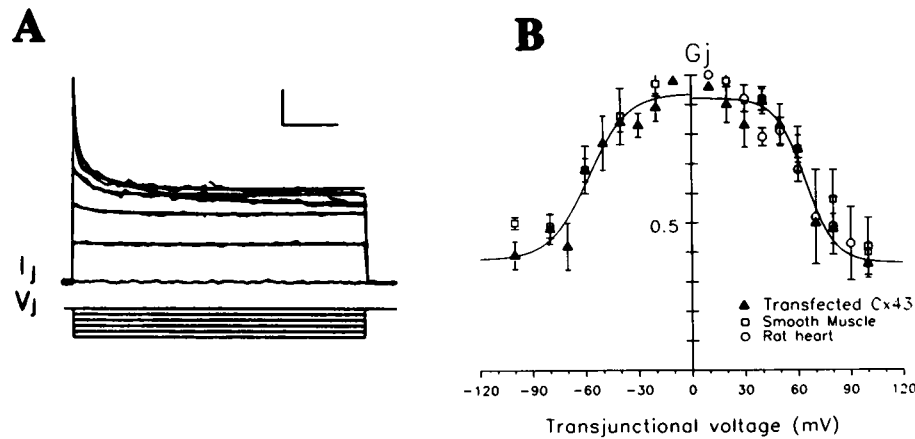 A
B
Gj
0.5
Ij
Vj
▲ Transfected Cx43
□ Smooth Muscle
○ Rat heart
-120 -90 -60 -30 0 30 60 90 120
Transjunctional voltage (mV)